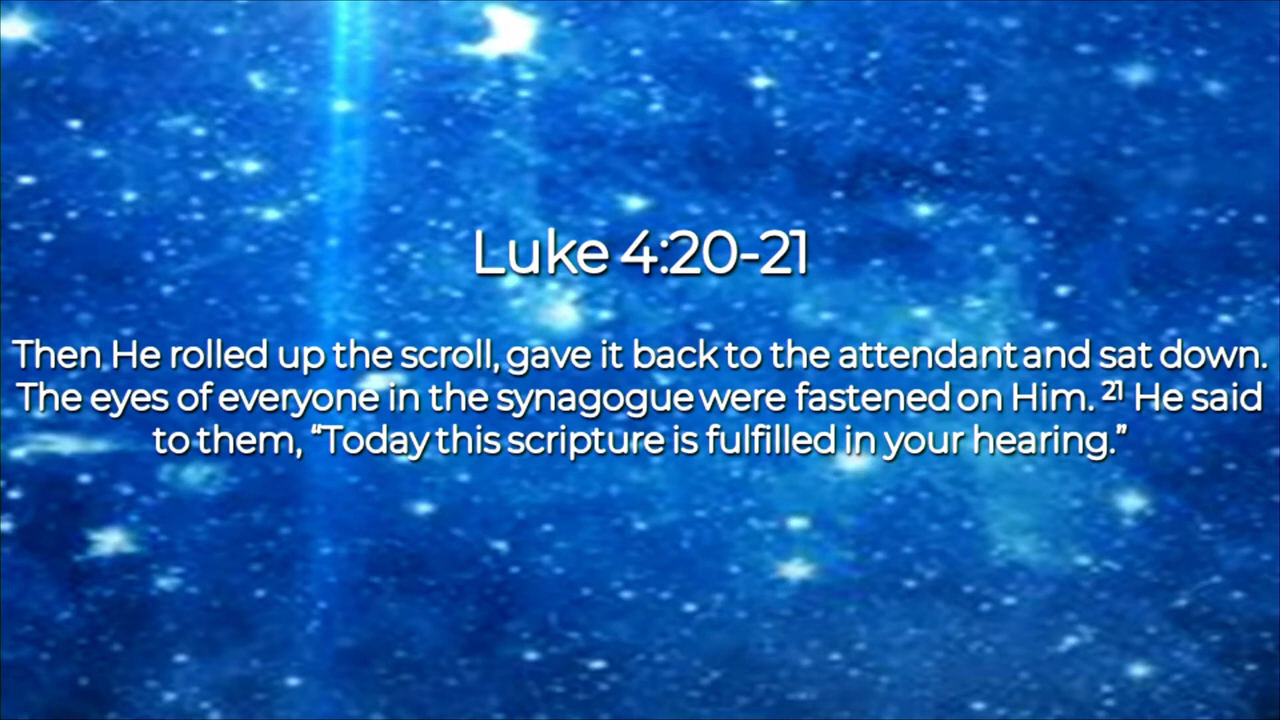 Luke 4:20-21
Then He rolled up the scroll, gave it back to the attendant and sat down.
The eyes of everyone in the synagogue were fastened on Him. ²¹ He said
to them, “Today this scripture is fulfilled in your hearing.”